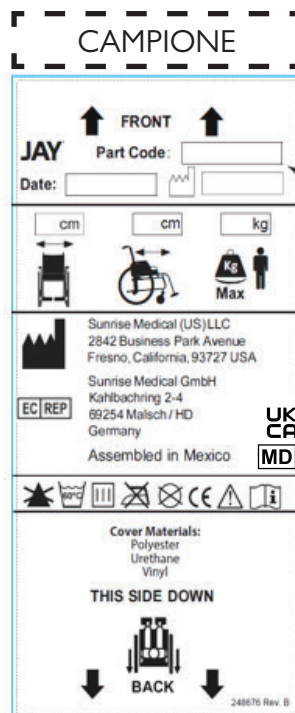 CAMPIONE
FRONT
JAY Part Code:
Date:
cm cm kg
Kg
Max
Sunrise Medical (US)LLC
2842 Business Park Avenue
Fresno, California, 93727 USA
Sunrise Medical GmbH
Kahlbachring 2-4
EC REP
69254 Malsch / HD
Germany
UK
CA
Assembled in Mexico
MD
60°C
CE
Cover Materials:
Polyester
Urethane
Vinyl
THIS SIDE DOWN
BACK
248676 Rev. B